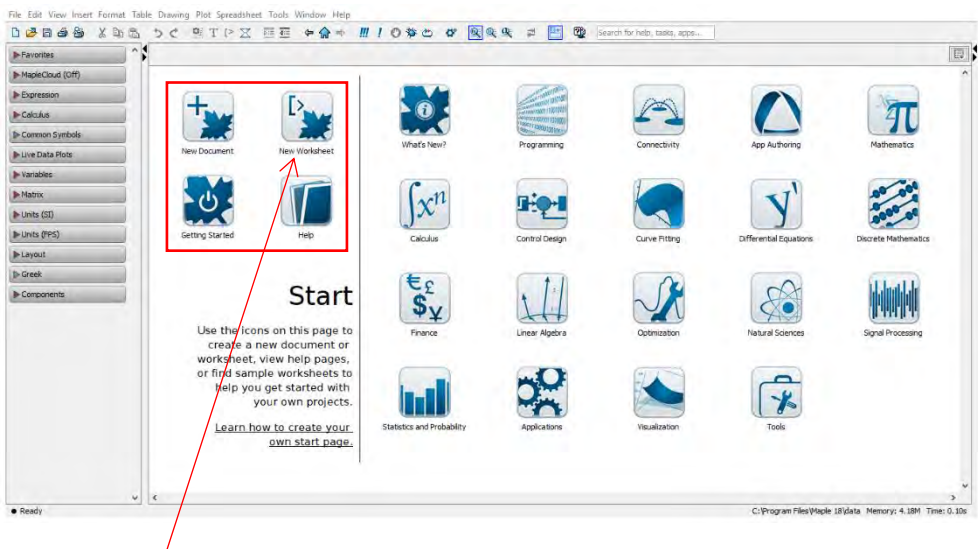 File Edit View Insert Format Table Drawing Plot Spreadsheet Tools Window Help
Search for help, tasks, apps...
Favorites
MapleCloud (Off)
Expression
Calculus
Common Symbols
Live Data Plots
Variables
Matrix
Units (SI)
Units (FPS)
Layout
Greek
Components
New Document
New Worksheet
Getting Started
Help
Start
Use the icons on this page to
create a new document or
worksheet, view help pages,
or find sample worksheets to
help you get started with
your own projects.
Learn how to create your
own start page.
What's New?
Programming
Connectivity
App Authoring
Mathematics
Calculus
Control Design
Curve Fitting
Differential Equations
Discrete Mathematics
Finance
Linear Algebra
Optimization
Natural Sciences
Signal Processing
Statistics and Probability
Applications
Visualization
Tools
Ready
C:\Program Files\Maple 18\data Memory: 4.18M Time: 0.10s